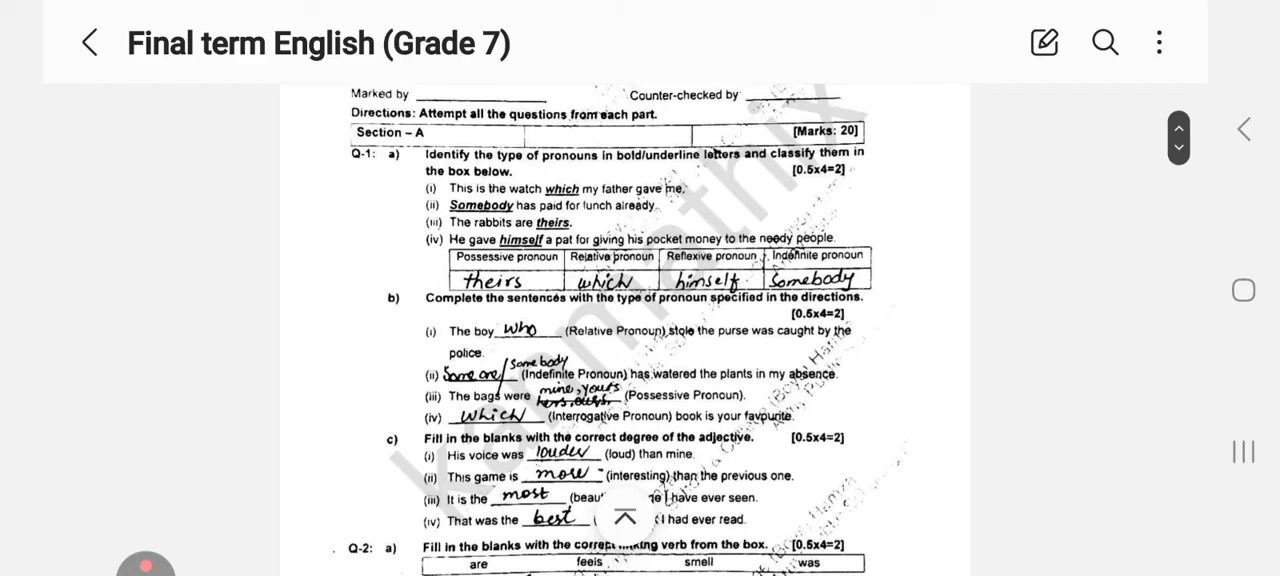 Final term English (Grade 7)
Marked by Counter-checked by
Directions: Attempt all the questions from each part.
Section – A [Marks: 20]
Q-1: a) Identify the type of pronouns in bold/underline letters and classify them in
the box below. [0.5x4=2]
(i) This is the watch which my father gave me.
(ii) Somebody has paid for lunch already.
(iii) The rabbits are theirs.
(iv) He gave himself a pat for giving his pocket money to the needy people.
Possessive pronoun Relative pronoun Reflexive pronoun Indefinite pronoun
theirs which himself Somebody
b) Complete the sentences with the type of pronoun specified in the directions.
[0.5x4=2]
(i) The boy who (Relative Pronoun) stole the purse was caught by the
police.
somebody
(ii) Some one/ (Indefinite Pronoun) has watered the plants in my absence.
mine, yours
(iii) The bags were hers, ours. (Possessive Pronoun).
(iv) which (Interrogative Pronoun) book is your favourite.
c) Fill in the blanks with the correct degree of the adjective. [0.5x4=2]
(i) His voice was louder (loud) than mine.
(ii) This game is more (interesting) than the previous one.
(iii) It is the most I have ever seen.
(iv) That was the best I had ever read.
Q-2: a) Fill in the blanks with the correct linking verb from the box. [0.5x4=2]
are feels smell was
kanmathix